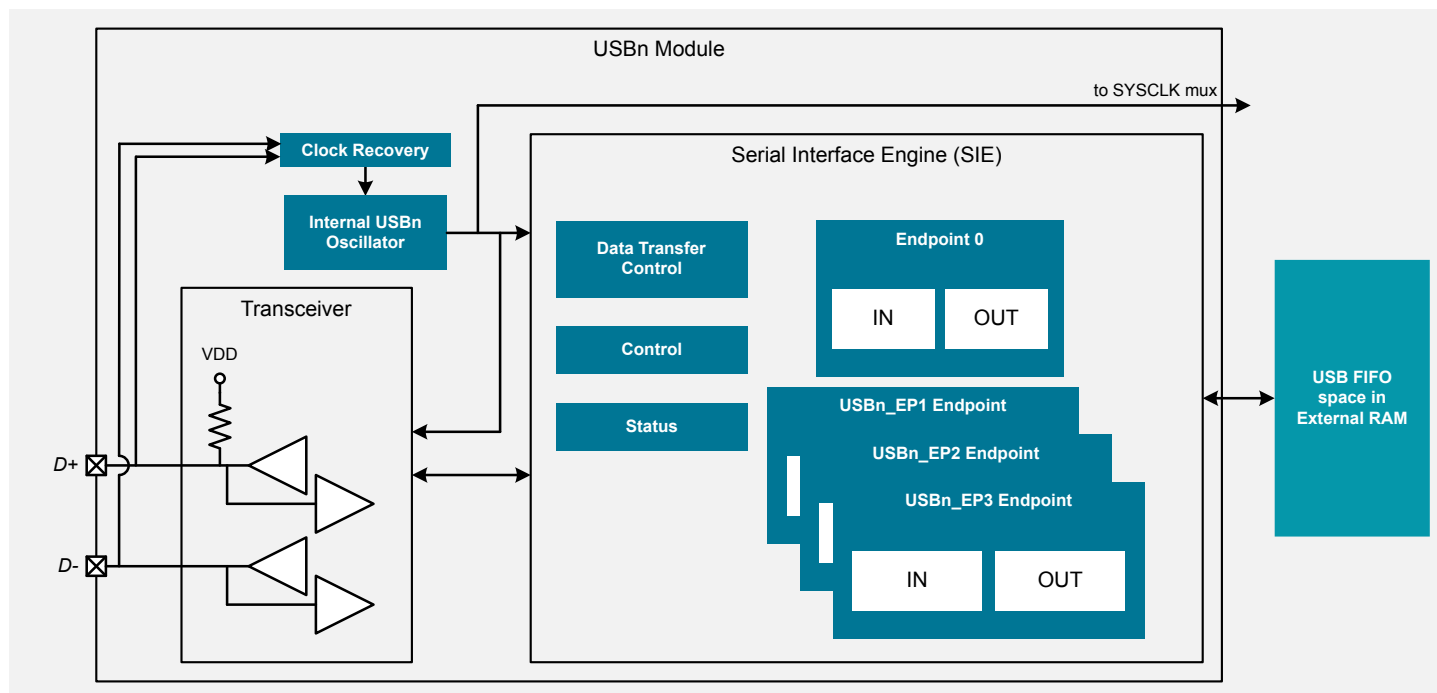 USBn Module
to SYSCLK mux
Clock Recovery
Serial Interface Engine (SIE)
Internal USBn
Oscillator
Data Transfer
Control
Endpoint 0
IN
OUT
Transceiver
VDD
Control
Status
USBn_EP1 Endpoint
USBn_EP2 Endpoint
USBn_EP3 Endpoint
IN
OUT
USB FIFO
space in
External RAM
D+
D-